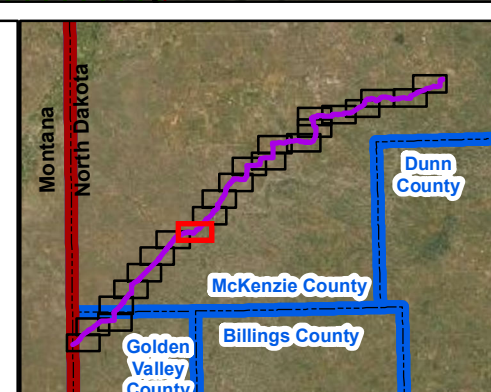 Montana
North Dakota
Dunn
County
McKenzie County
Billings County
Golden
Valley
County